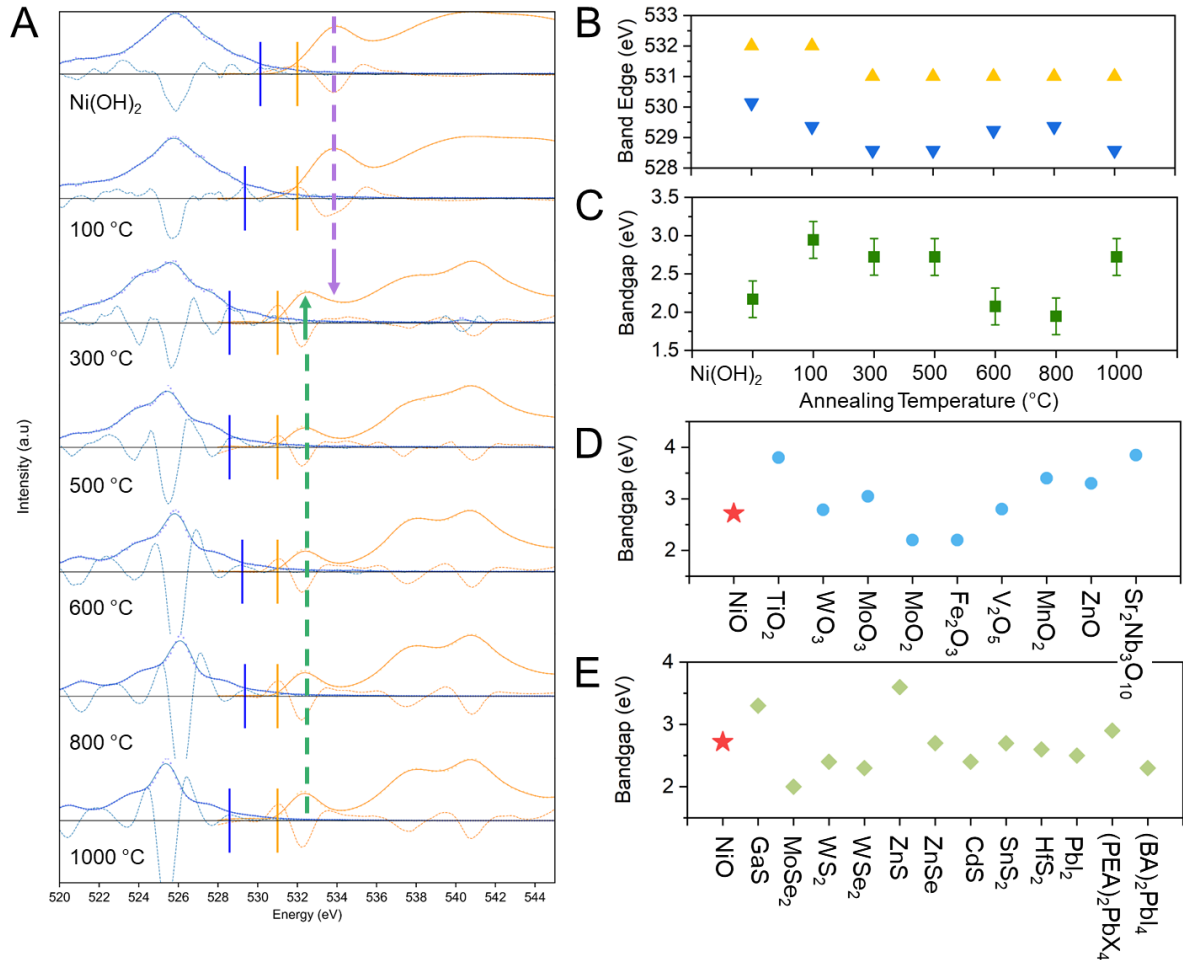 A
Ni(OH)₂
100 °C
300 °C
500 °C
600 °C
800 °C
1000 °C
Intensity (a.u)
520 522 524 526 528 530 532 534 536 538 540 542 544
Energy (eV)
B
Band Edge (eV)
533
532
531
530
529
528
C
Bandgap (eV)
3.5
3.0
2.5
2.0
1.5
Ni(OH)₂ 100 300 500 600 800 1000
Annealing Temperature (°C)
D
Bandgap (eV)
4
3
2
NiO
TiO₂
WO₃
MoO₃
MoO₂
Fe₂O₃
V₂O₅
MnO₂
ZnO
Sr₂Nb₃O₁₀
E
Bandgap (eV)
4
3
2
NiO
GaS
MoSe₂
WS₂
WSe₂
ZnS
ZnSe
CdS
SnS₂
HfS₂
PbI₂
(PEA)₂PbX₄
(BA)₂PbI₄